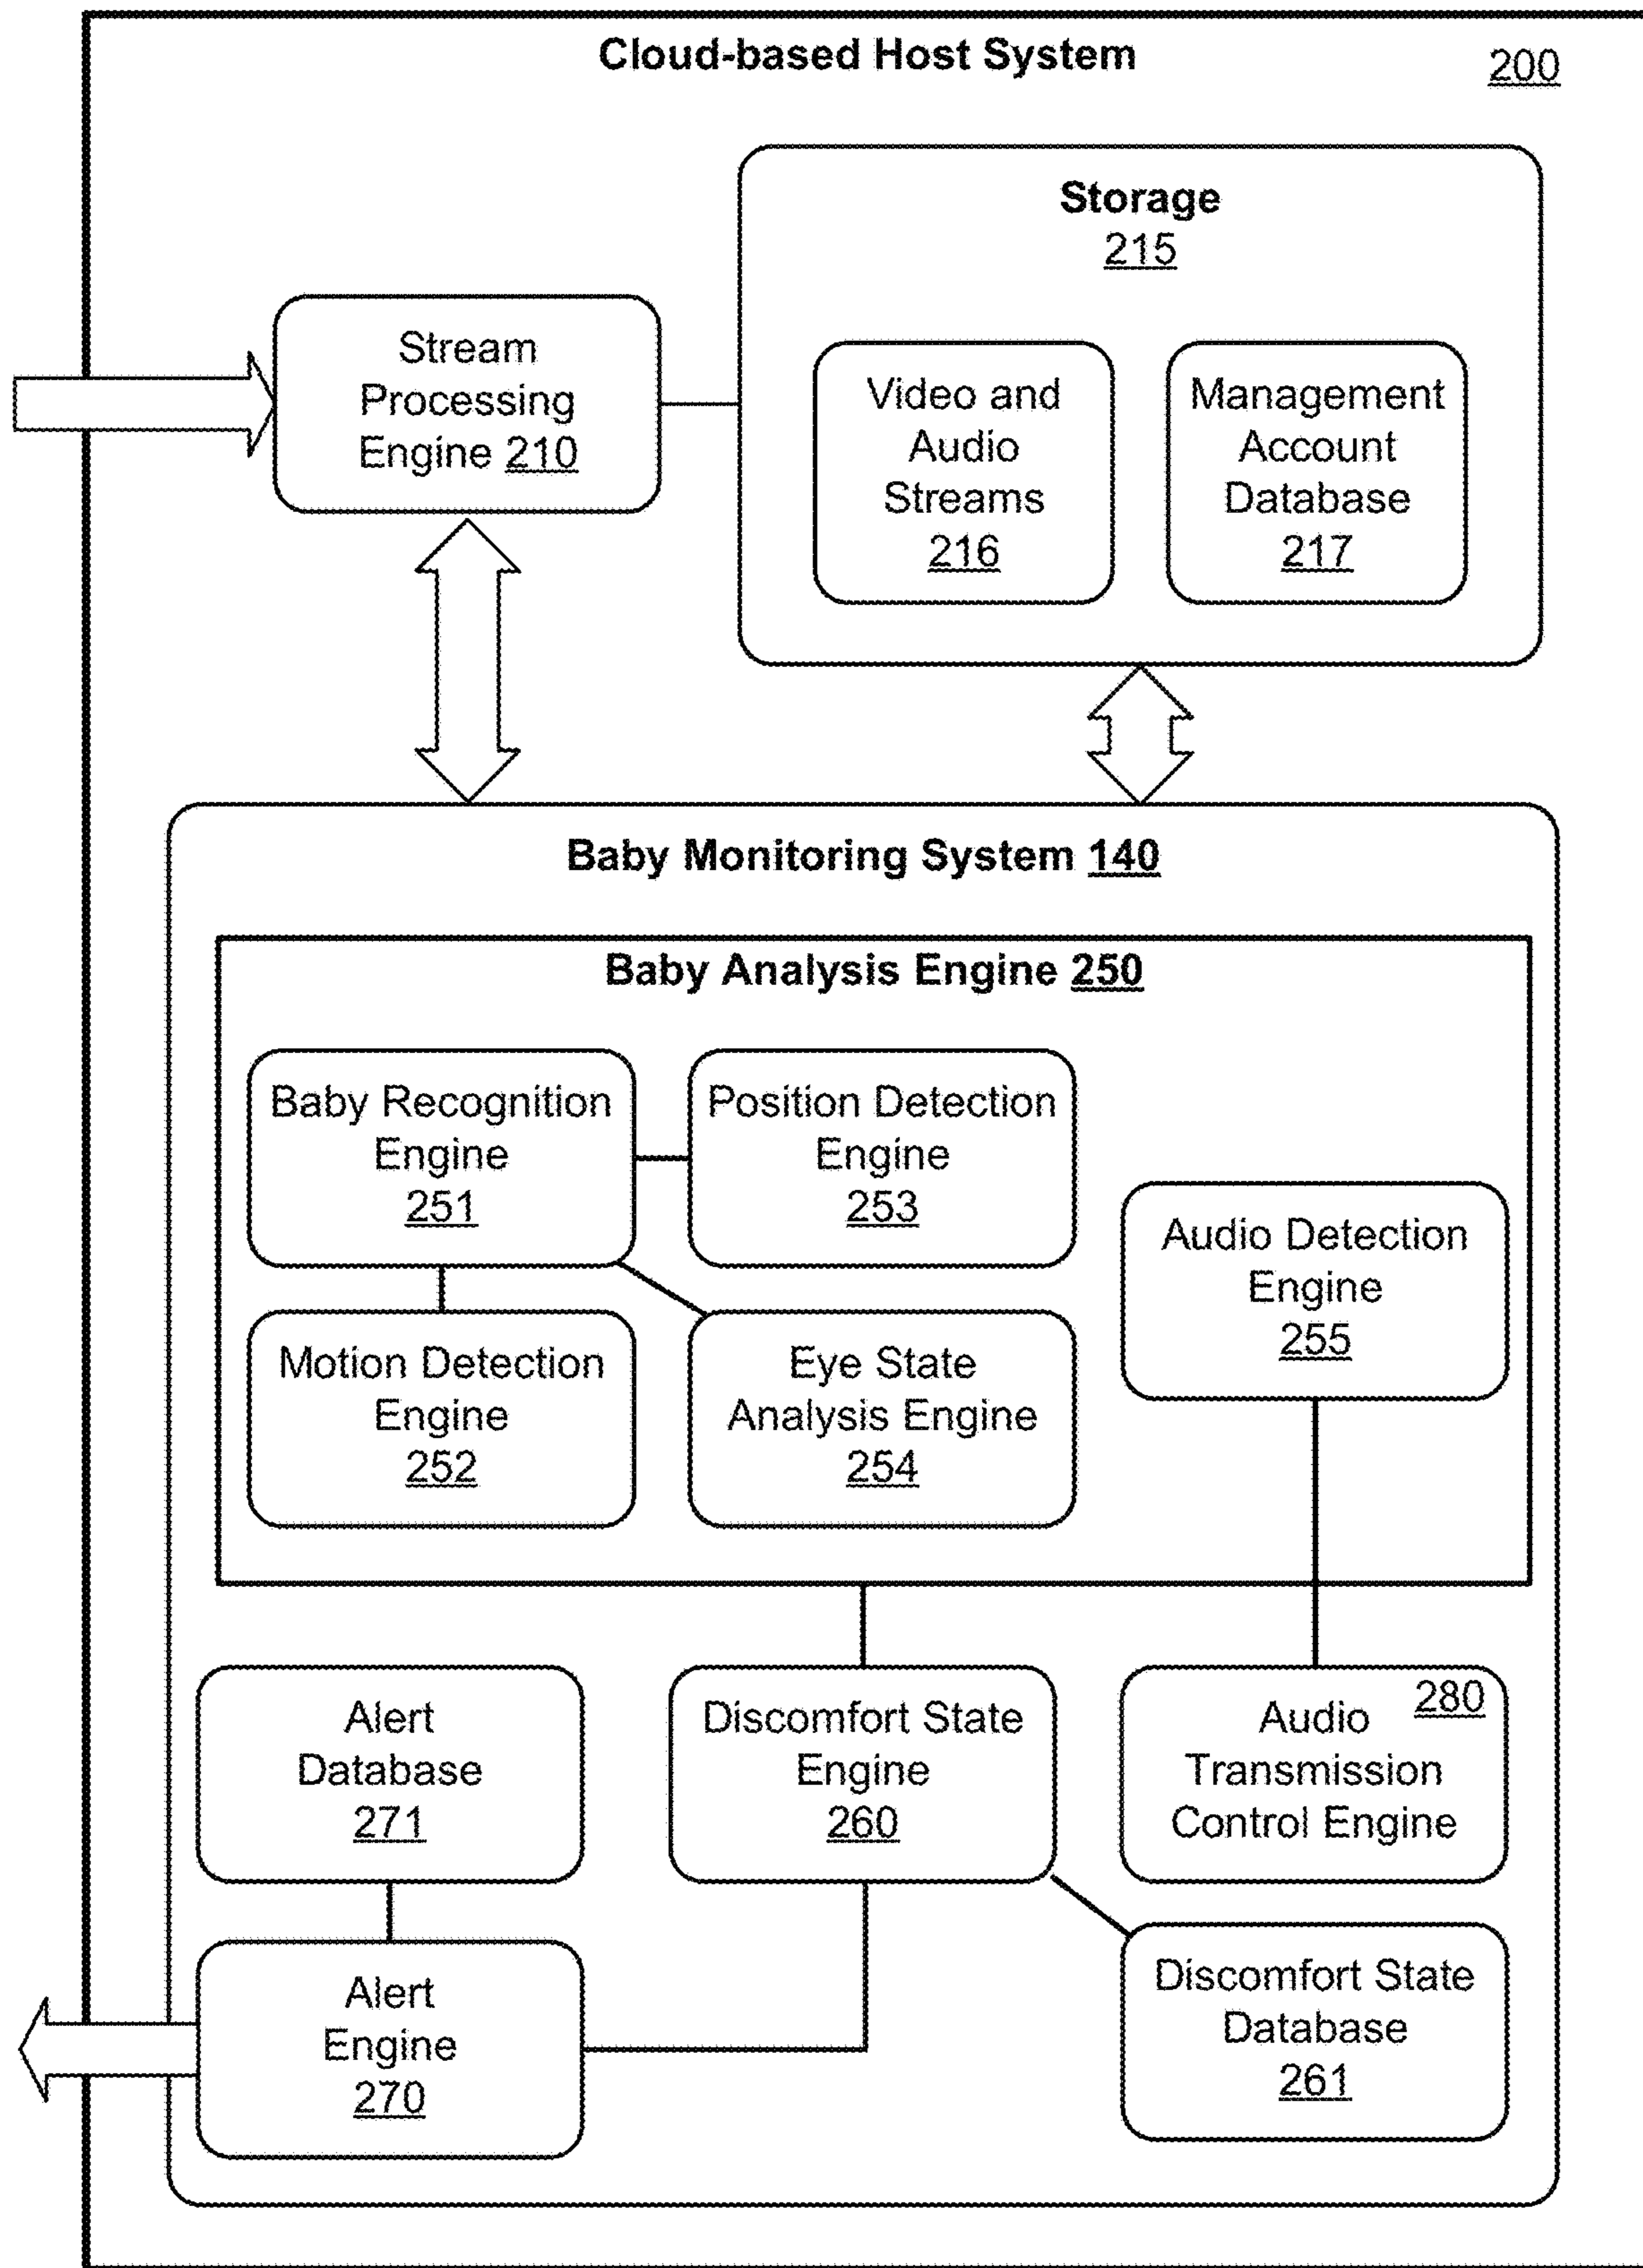 Cloud-based Host System
200
Storage
215
Stream
Processing
Engine 210
Video and
Audio
Streams
216
Management
Account
Database
217
Baby Monitoring System 140
Baby Analysis Engine 250
Baby Recognition
Engine
251
Position Detection
Engine
253
Audio Detection
Engine
255
Motion Detection
Engine
252
Eye State
Analysis Engine
254
Alert
Database
271
Discomfort State
Engine
260
280
Audio
Transmission
Control Engine
Alert
Engine
270
Discomfort State
Database
261